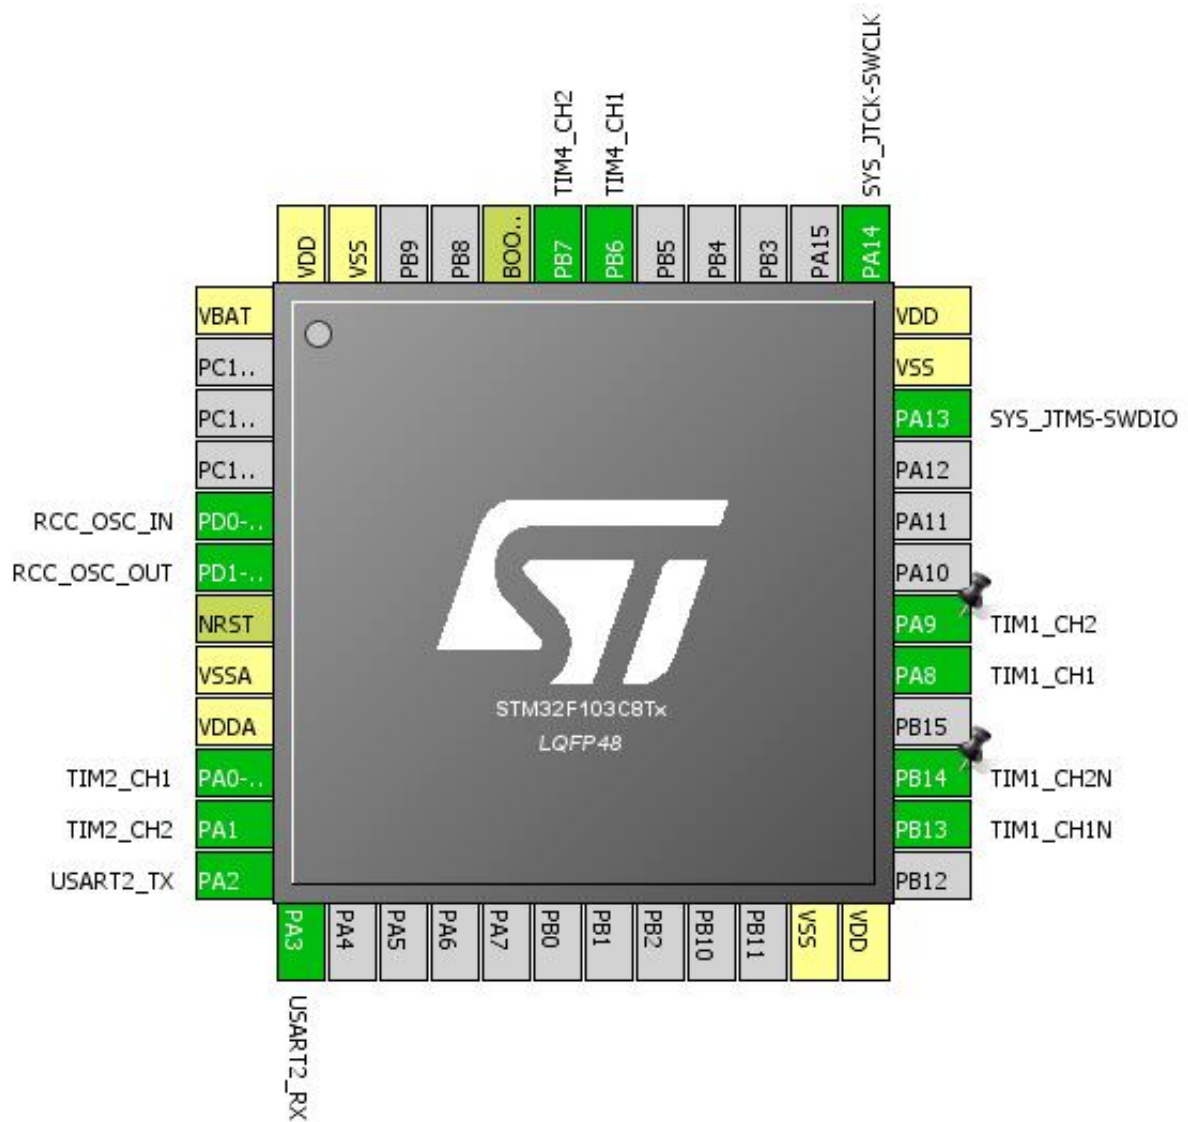 SYS_JTCK-SWCLK
TIM4_CH2
TIM4_CH1
VDD
VSS
PB9
PB8
BOO..
PB7
PB6
PB5
PB4
PB3
PA15
PA14
VBAT
PC1..
PC1..
PC1..
RCC_OSC_IN PD0-..
RCC_OSC_OUT PD1-..
NRST
VSSA
VDDA
TIM2_CH1 PA0-..
TIM2_CH2 PA1
USART2_TX PA2
VDD
VSS
PA13 SYS_JTMS-SWDIO
PA12
PA11
PA10
PA9 TIM1_CH2
PA8 TIM1_CH1
PB15
PB14 TIM1_CH2N
PB13 TIM1_CH1N
PB12
ST
STM32F103C8Tx
LQFP48
PA3
PA4
PA5
PA6
PA7
PB0
PB1
PB2
PB10
PB11
VSS
VDD
USART2_RX